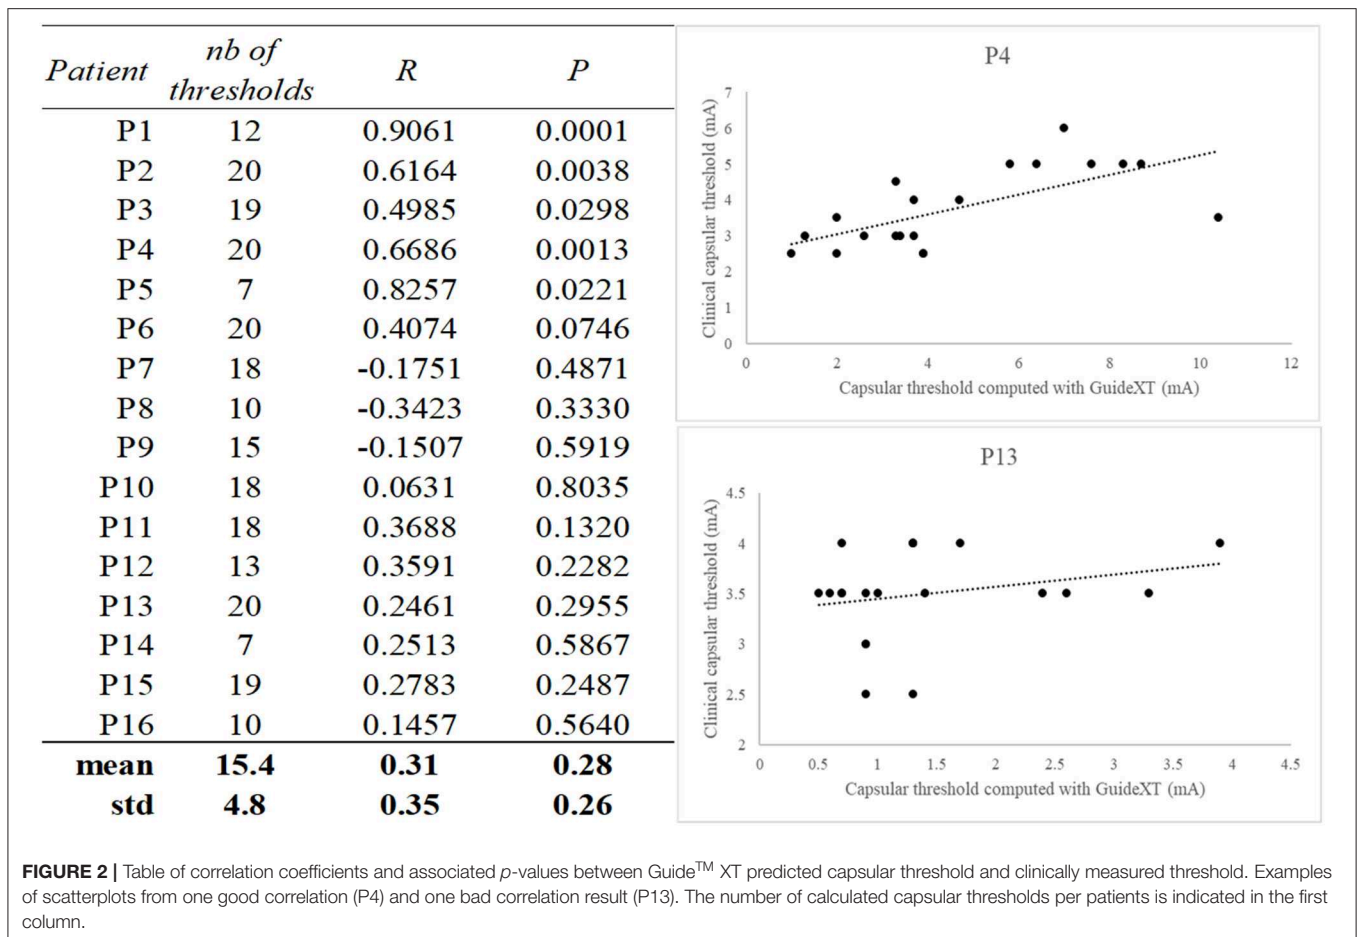 Patient nb of thresholds R P
P1 12 0.9061 0.0001
P2 20 0.6164 0.0038
P3 19 0.4985 0.0298
P4 20 0.6686 0.0013
P5 7 0.8257 0.0221
P6 20 0.4074 0.0746
P7 18 -0.1751 0.4871
P8 10 -0.3423 0.3330
P9 15 -0.1507 0.5919
P10 18 0.0631 0.8035
P11 18 0.3688 0.1320
P12 13 0.3591 0.2282
P13 20 0.2461 0.2955
P14 7 0.2513 0.5867
P15 19 0.2783 0.2487
P16 10 0.1457 0.5640
mean 15.4 0.31 0.28
std 4.8 0.35 0.26
P4
Clinical capsular threshold (mA)
7
6
5
4
3
2
1
0
0 2 4 6 8 10 12
Capsular threshold computed with GuideXT (mA)
P13
Clinical capsular threshold (mA)
4.5
4
3.5
3
2.5
2
0 0.5 1 1.5 2 2.5 3 3.5 4 4.5
Capsular threshold computed with GuideXT (mA)
FIGURE 2 | Table of correlation coefficients and associated p-values between Guide™ XT predicted capsular threshold and clinically measured threshold. Examples
of scatterplots from one good correlation (P4) and one bad correlation result (P13). The number of calculated capsular thresholds per patients is indicated in the first
column.